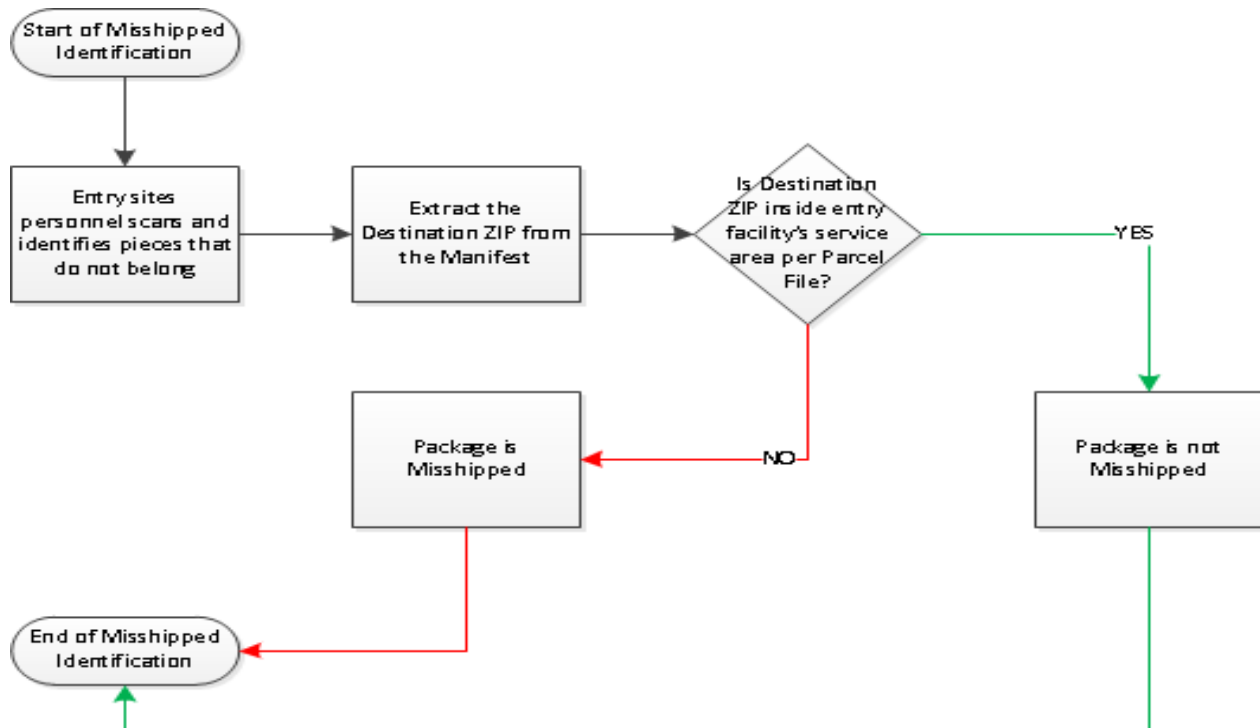 Start of Misshipped
Identification
Entry sites
personnel scans and
identifies pieces that
do not belong
Extract the
Destination ZIP from
the Manifest
Is Destination
ZIP inside entry
facility's service
area per Parcel
File?
YES
NO
Package is
Misshipped
Package is not
Misshipped
End of Misshipped
Identification